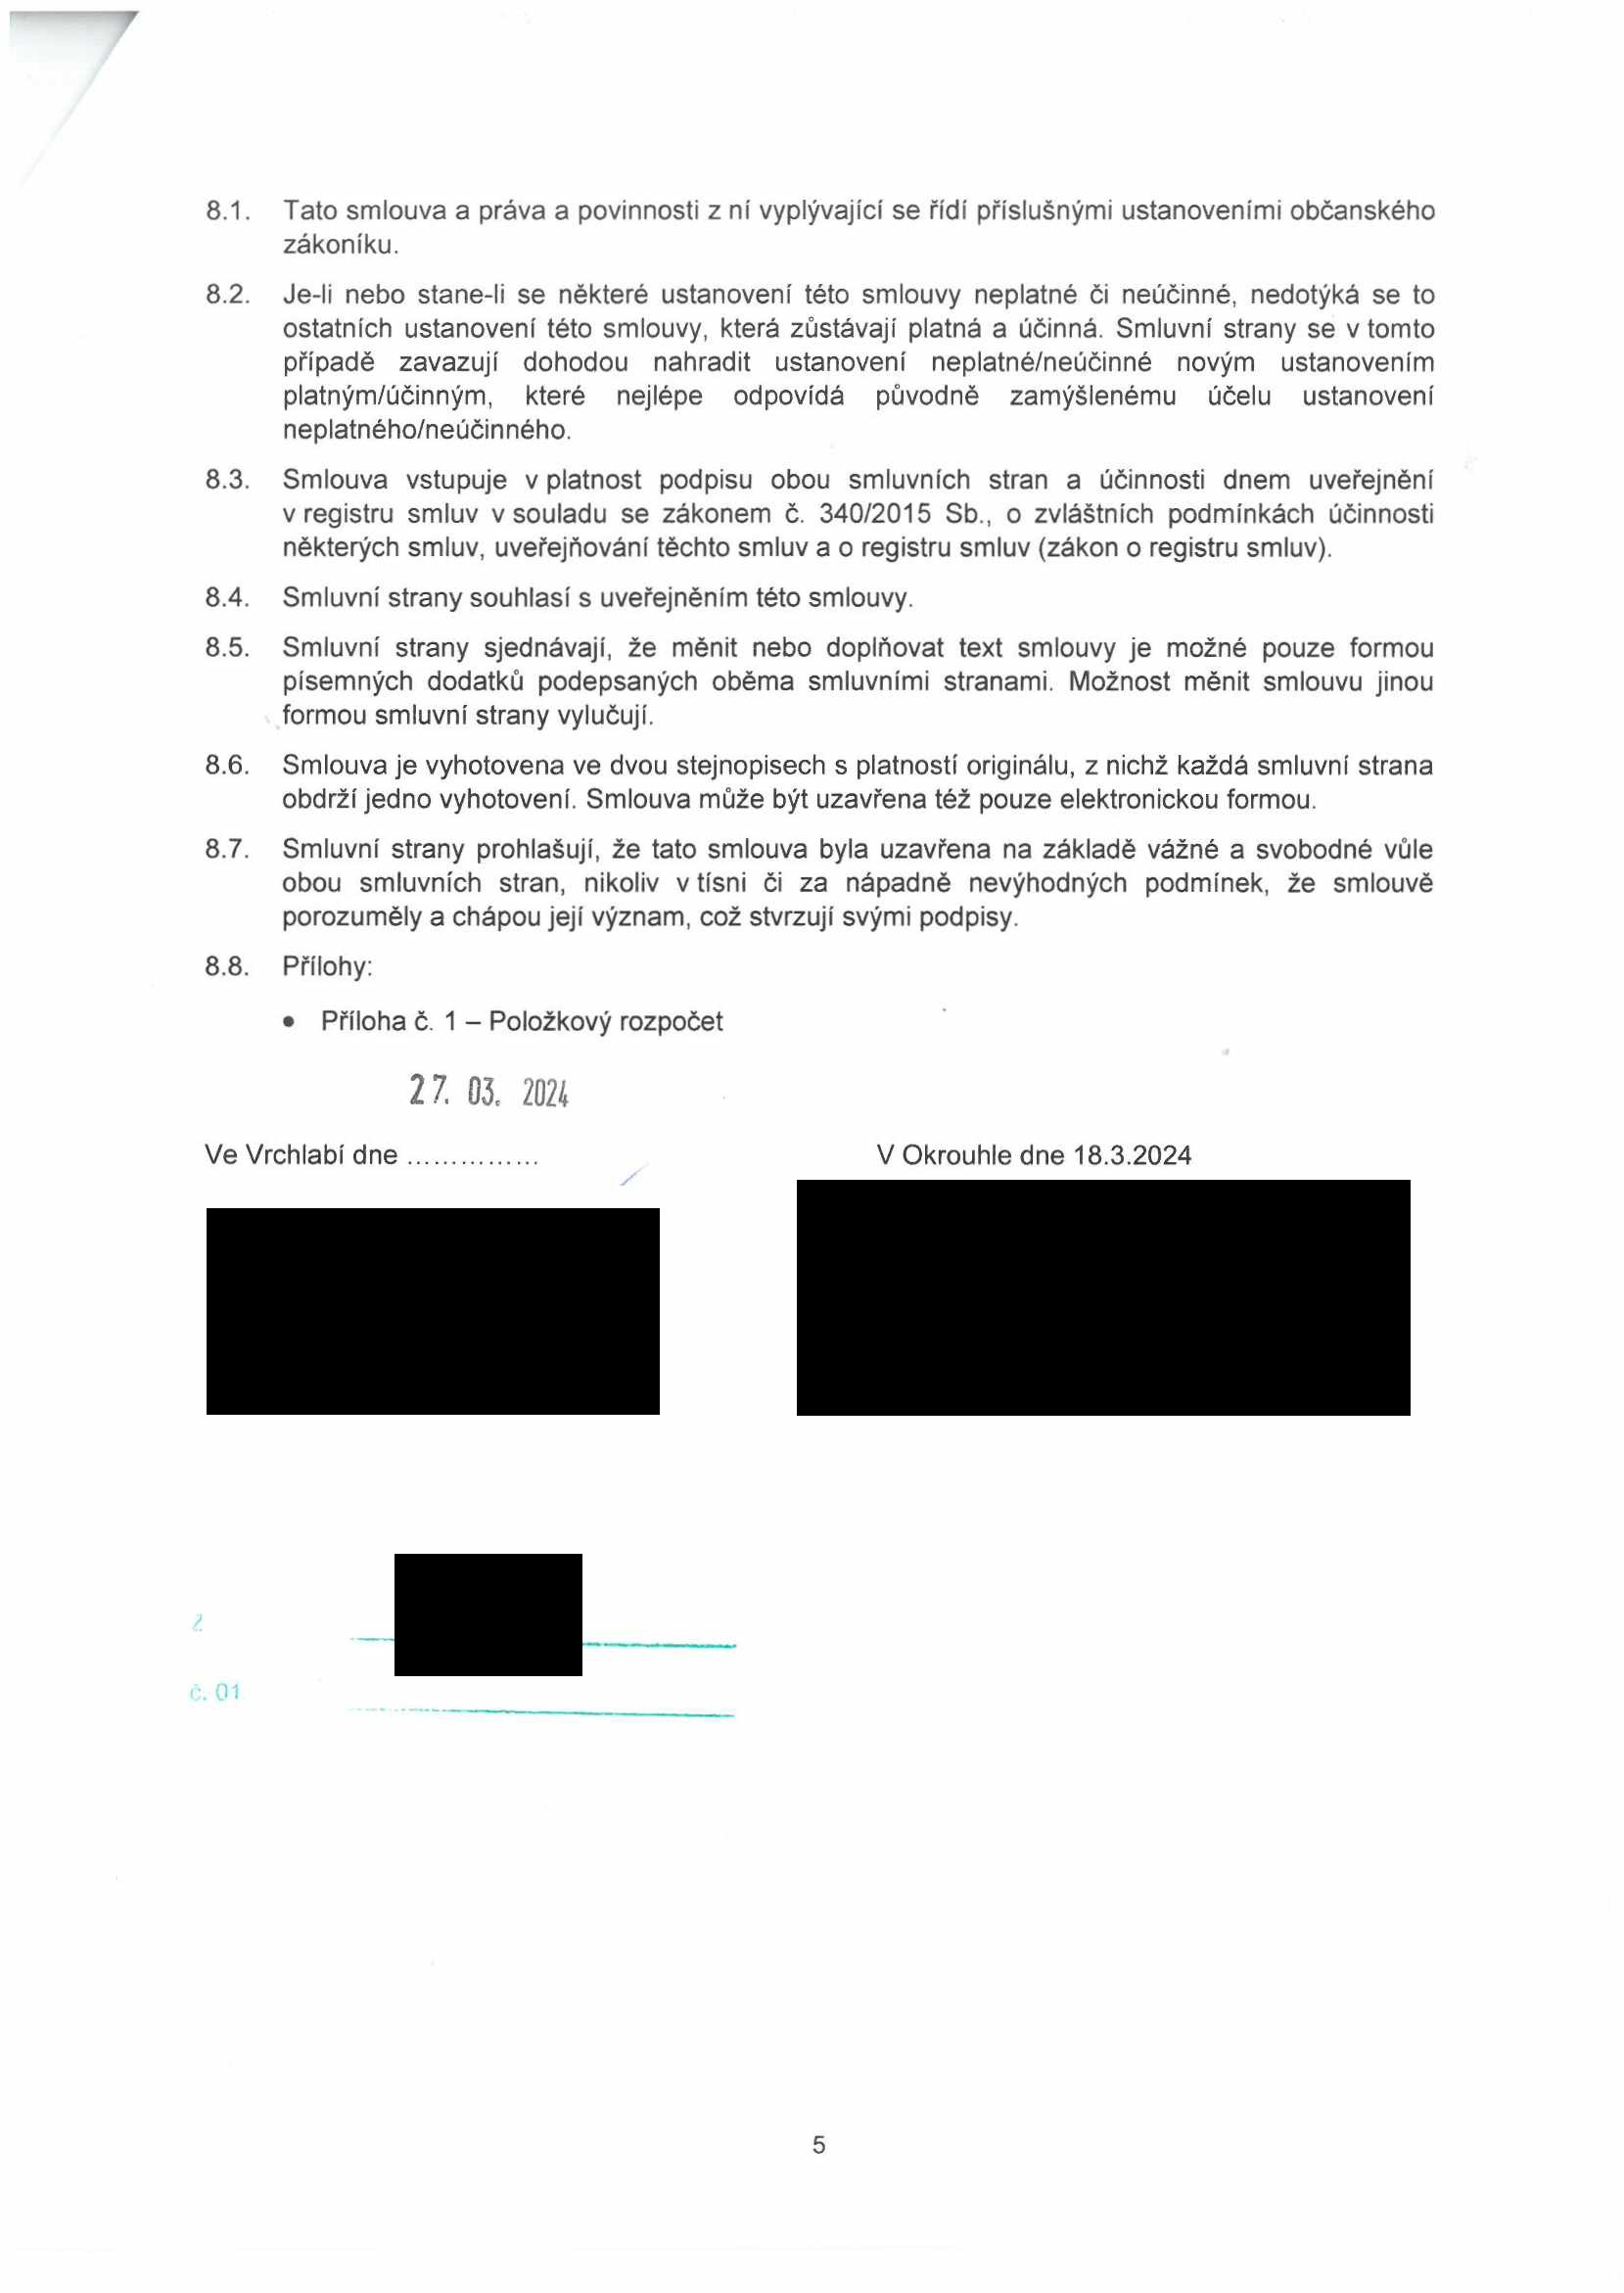 8.1. Tato smlouva a práva a povinnosti z ní vyplývající se řídí příslušnými ustanoveními občanského
zákoníku.
8.2. Je-li nebo stane-li se některé ustanovení této smlouvy neplatné či neúčinné, nedotýká se to
ostatních ustanovení této smlouvy, která zůstávají platná a účinná. Smluvní strany se v tomto
případě zavazují dohodou nahradit ustanovení neplatné/neúčinné novým ustanovením
platným/účinným, které nejlépe odpovídá původně zamýšlenému účelu ustanovení
neplatného/neúčinného.
8.3. Smlouva vstupuje v platnost podpisu obou smluvních stran a účinnosti dnem uveřejnění
v registru smluv v souladu se zákonem č. 340/2015 Sb., o zvláštních podmínkách účinnosti
některých smluv, uveřejňování těchto smluv a o registru smluv (zákon o registru smluv).
8.4. Smluvní strany souhlasí s uveřejněním této smlouvy.
8.5. Smluvní strany sjednávají, že měnit nebo doplňovat text smlouvy je možné pouze formou
písemných dodatků podepsaných oběma smluvními stranami. Možnost měnit smlouvu jinou
formou smluvní strany vylučují.
8.6. Smlouva je vyhotovena ve dvou stejnopisech s platností originálu, z nichž každá smluvní strana
obdrží jedno vyhotovení. Smlouva může být uzavřena též pouze elektronickou formou.
8.7. Smluvní strany prohlašují, že tato smlouva byla uzavřena na základě vážné a svobodné vůle
obou smluvních stran, nikoliv v tísni či za nápadně nevýhodných podmínek, že smlouvě
porozuměly a chápou její význam, což stvrzují svými podpisy.
8.8. Přílohy:
• Příloha č. 1 – Položkový rozpočet
27. 03. 2024
Ve Vrchlabí dne ...............
V Okrouhle dne 18.3.2024
č. 01
5